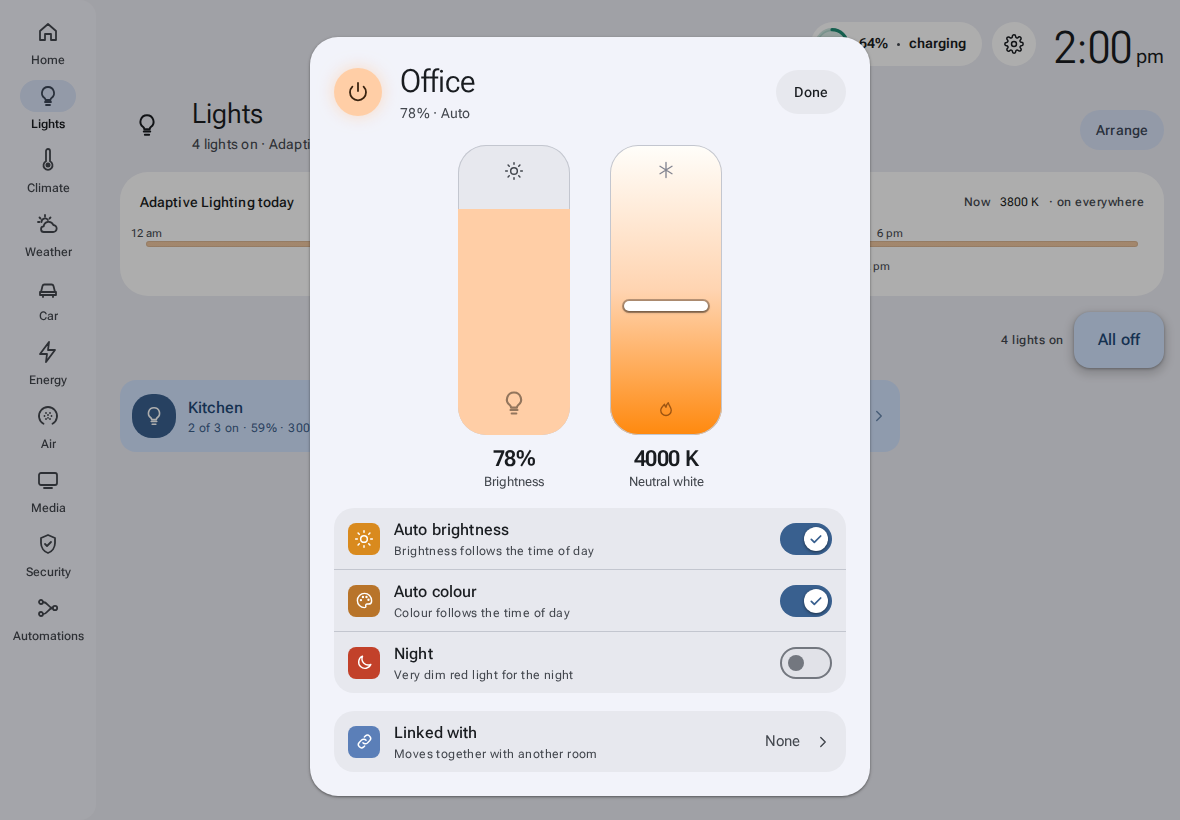 Home
Lights
Climate
Weather
Car
Energy
Air
Media
Security
Automations
64% · charging
2:00 pm
Lights
4 lights on ·
Arrange
Adaptive Lighting today
Now 3800 K · on everywhere
12 am
6 pm
pm
4 lights on
All off
Kitchen
2 of 3 on · 59% ·
Office
78% · Auto
Done
78%
Brightness
4000 K
Neutral white
Auto brightness
Brightness follows the time of day
Auto colour
Colour follows the time of day
Night
Very dim red light for the night
Linked with
Moves together with another room
None